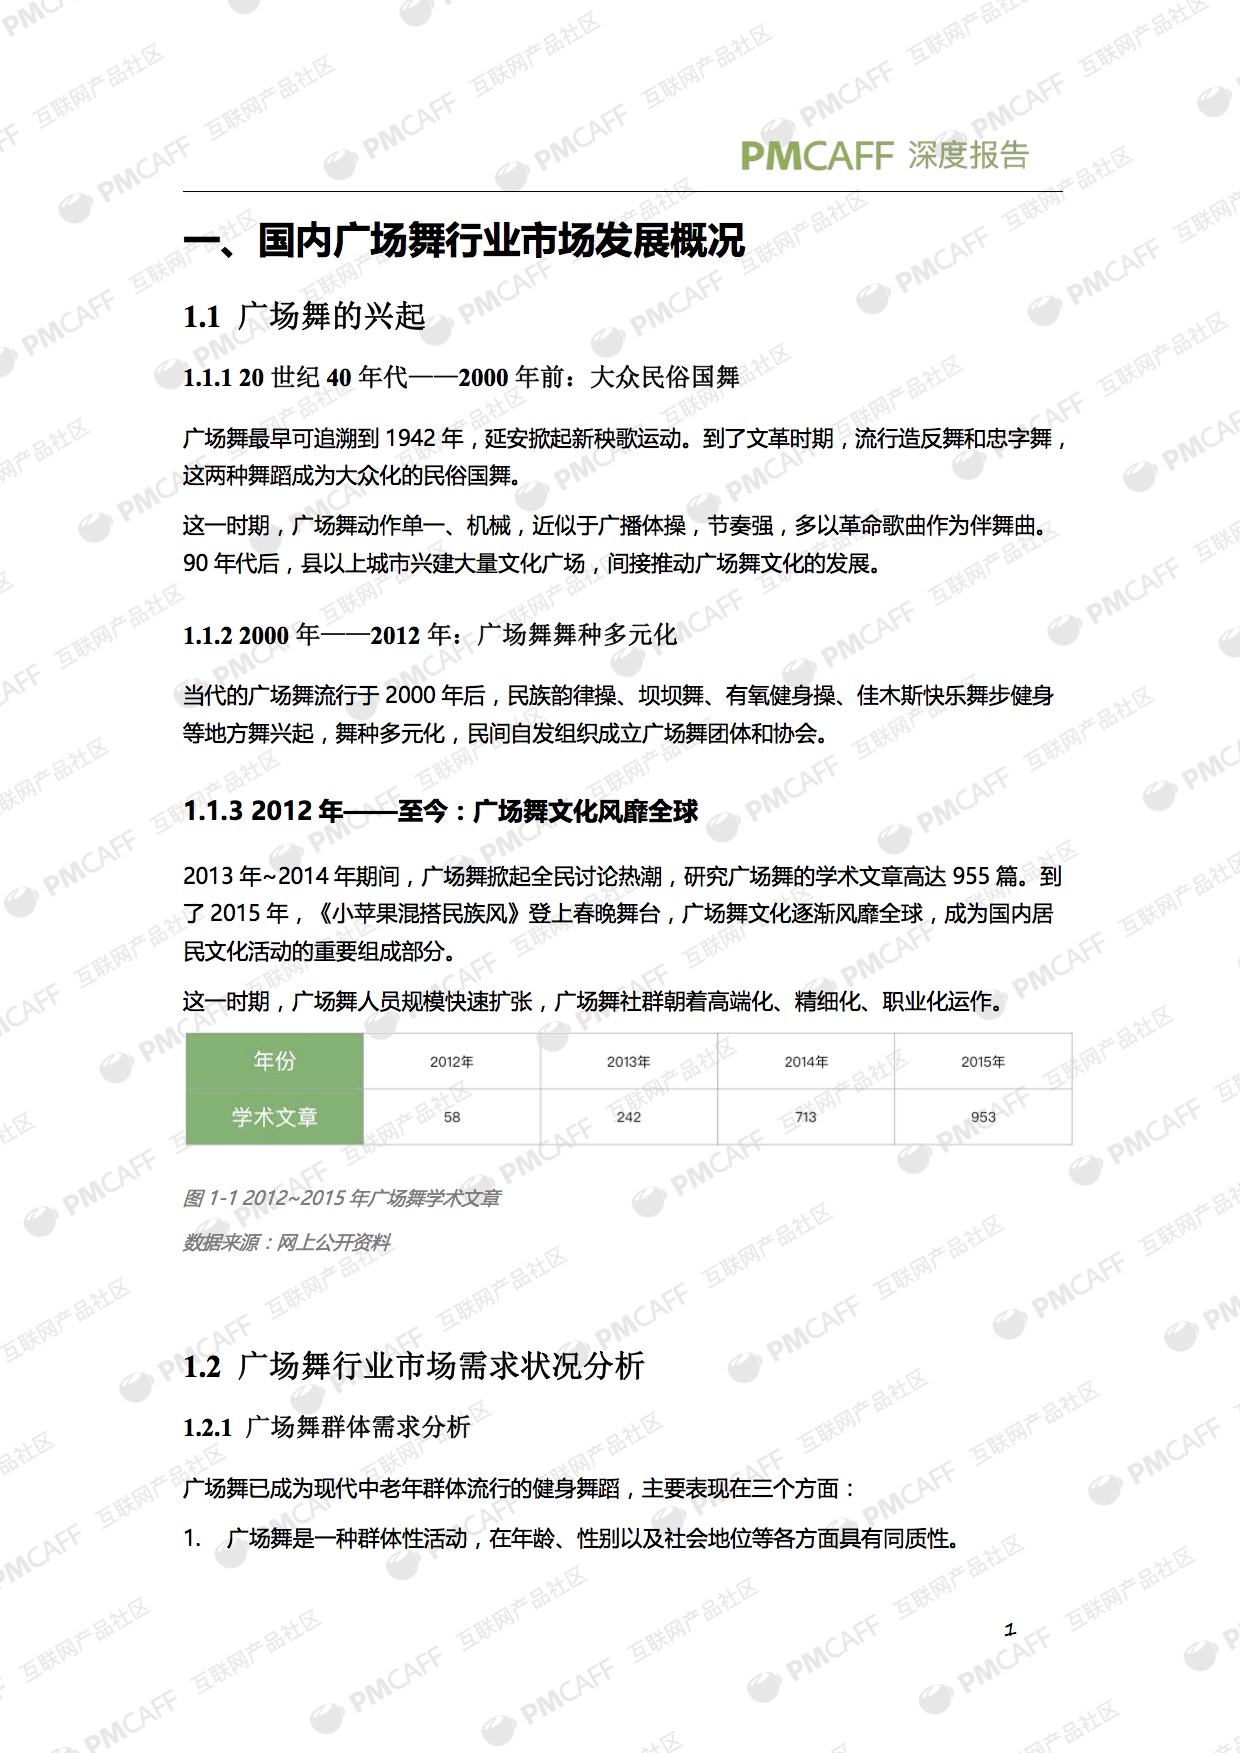 PMCAFF 深度报告
一、国内广场舞行业市场发展概况
1.1 广场舞的兴起
1.1.1 20 世纪 40 年代——2000 年前：大众民俗国舞
广场舞最早可追溯到 1942 年，延安掀起新秧歌运动。到了文革时期，流行造反舞和忠字舞，
这两种舞蹈成为大众化的民俗国舞。
这一时期，广场舞动作单一、机械，近似于广播体操，节奏强，多以革命歌曲作为伴舞曲。
90 年代后，县以上城市兴建大量文化广场，间接推动广场舞文化的发展。
1.1.2 2000 年——2012 年：广场舞舞种多元化
当代的广场舞流行于 2000 年后，民族韵律操、坝坝舞、有氧健身操、佳木斯快乐舞步健身
等地方舞兴起，舞种多元化，民间自发组织成立广场舞团体和协会。
1.1.3 2012 年——至今：广场舞文化风靡全球
2013 年~2014 年期间，广场舞掀起全民讨论热潮，研究广场舞的学术文章高达 955 篇。到
了 2015 年，《小苹果混搭民族风》登上春晚舞台，广场舞文化逐渐风靡全球，成为国内居
民文化活动的重要组成部分。
这一时期，广场舞人员规模快速扩张，广场舞社群朝着高端化、精细化、职业化运作。
年份 2012年 2013年 2014年 2015年
学术文章 58 242 713 953
图 1-1 2012~2015 年广场舞学术文章
数据来源：网上公开资料
1.2 广场舞行业市场需求状况分析
1.2.1 广场舞群体需求分析
广场舞已成为现代中老年群体流行的健身舞蹈，主要表现在三个方面：
1. 广场舞是一种群体性活动，在年龄、性别以及社会地位等各方面具有同质性。
1
PMCAFF 互联网产品社区